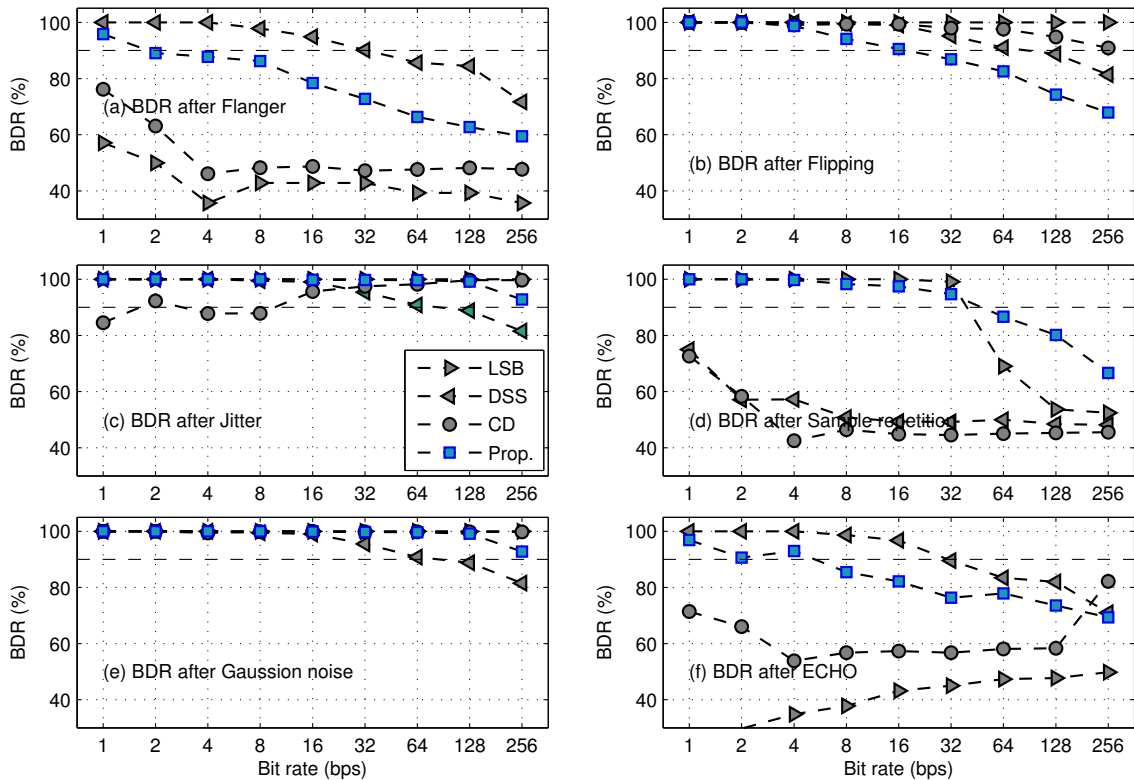 100
80
60
40
BDR (%)
(a) BDR after Flanger
1 2 4 8 16 32 64 128 256
100
80
60
40
BDR (%)
(b) BDR after Flipping
1 2 4 8 16 32 64 128 256
100
80
60
40
BDR (%)
(c) BDR after Jitter
LSB
DSS
CD
Prop.
1 2 4 8 16 32 64 128 256
100
80
60
40
BDR (%)
(d) BDR after Sample repetition
1 2 4 8 16 32 64 128 256
100
80
60
40
BDR (%)
(e) BDR after Gaussion noise
1 2 4 8 16 32 64 128 256
Bit rate (bps)
100
80
60
40
BDR (%)
(f) BDR after ECHO
1 2 4 8 16 32 64 128 256
Bit rate (bps)